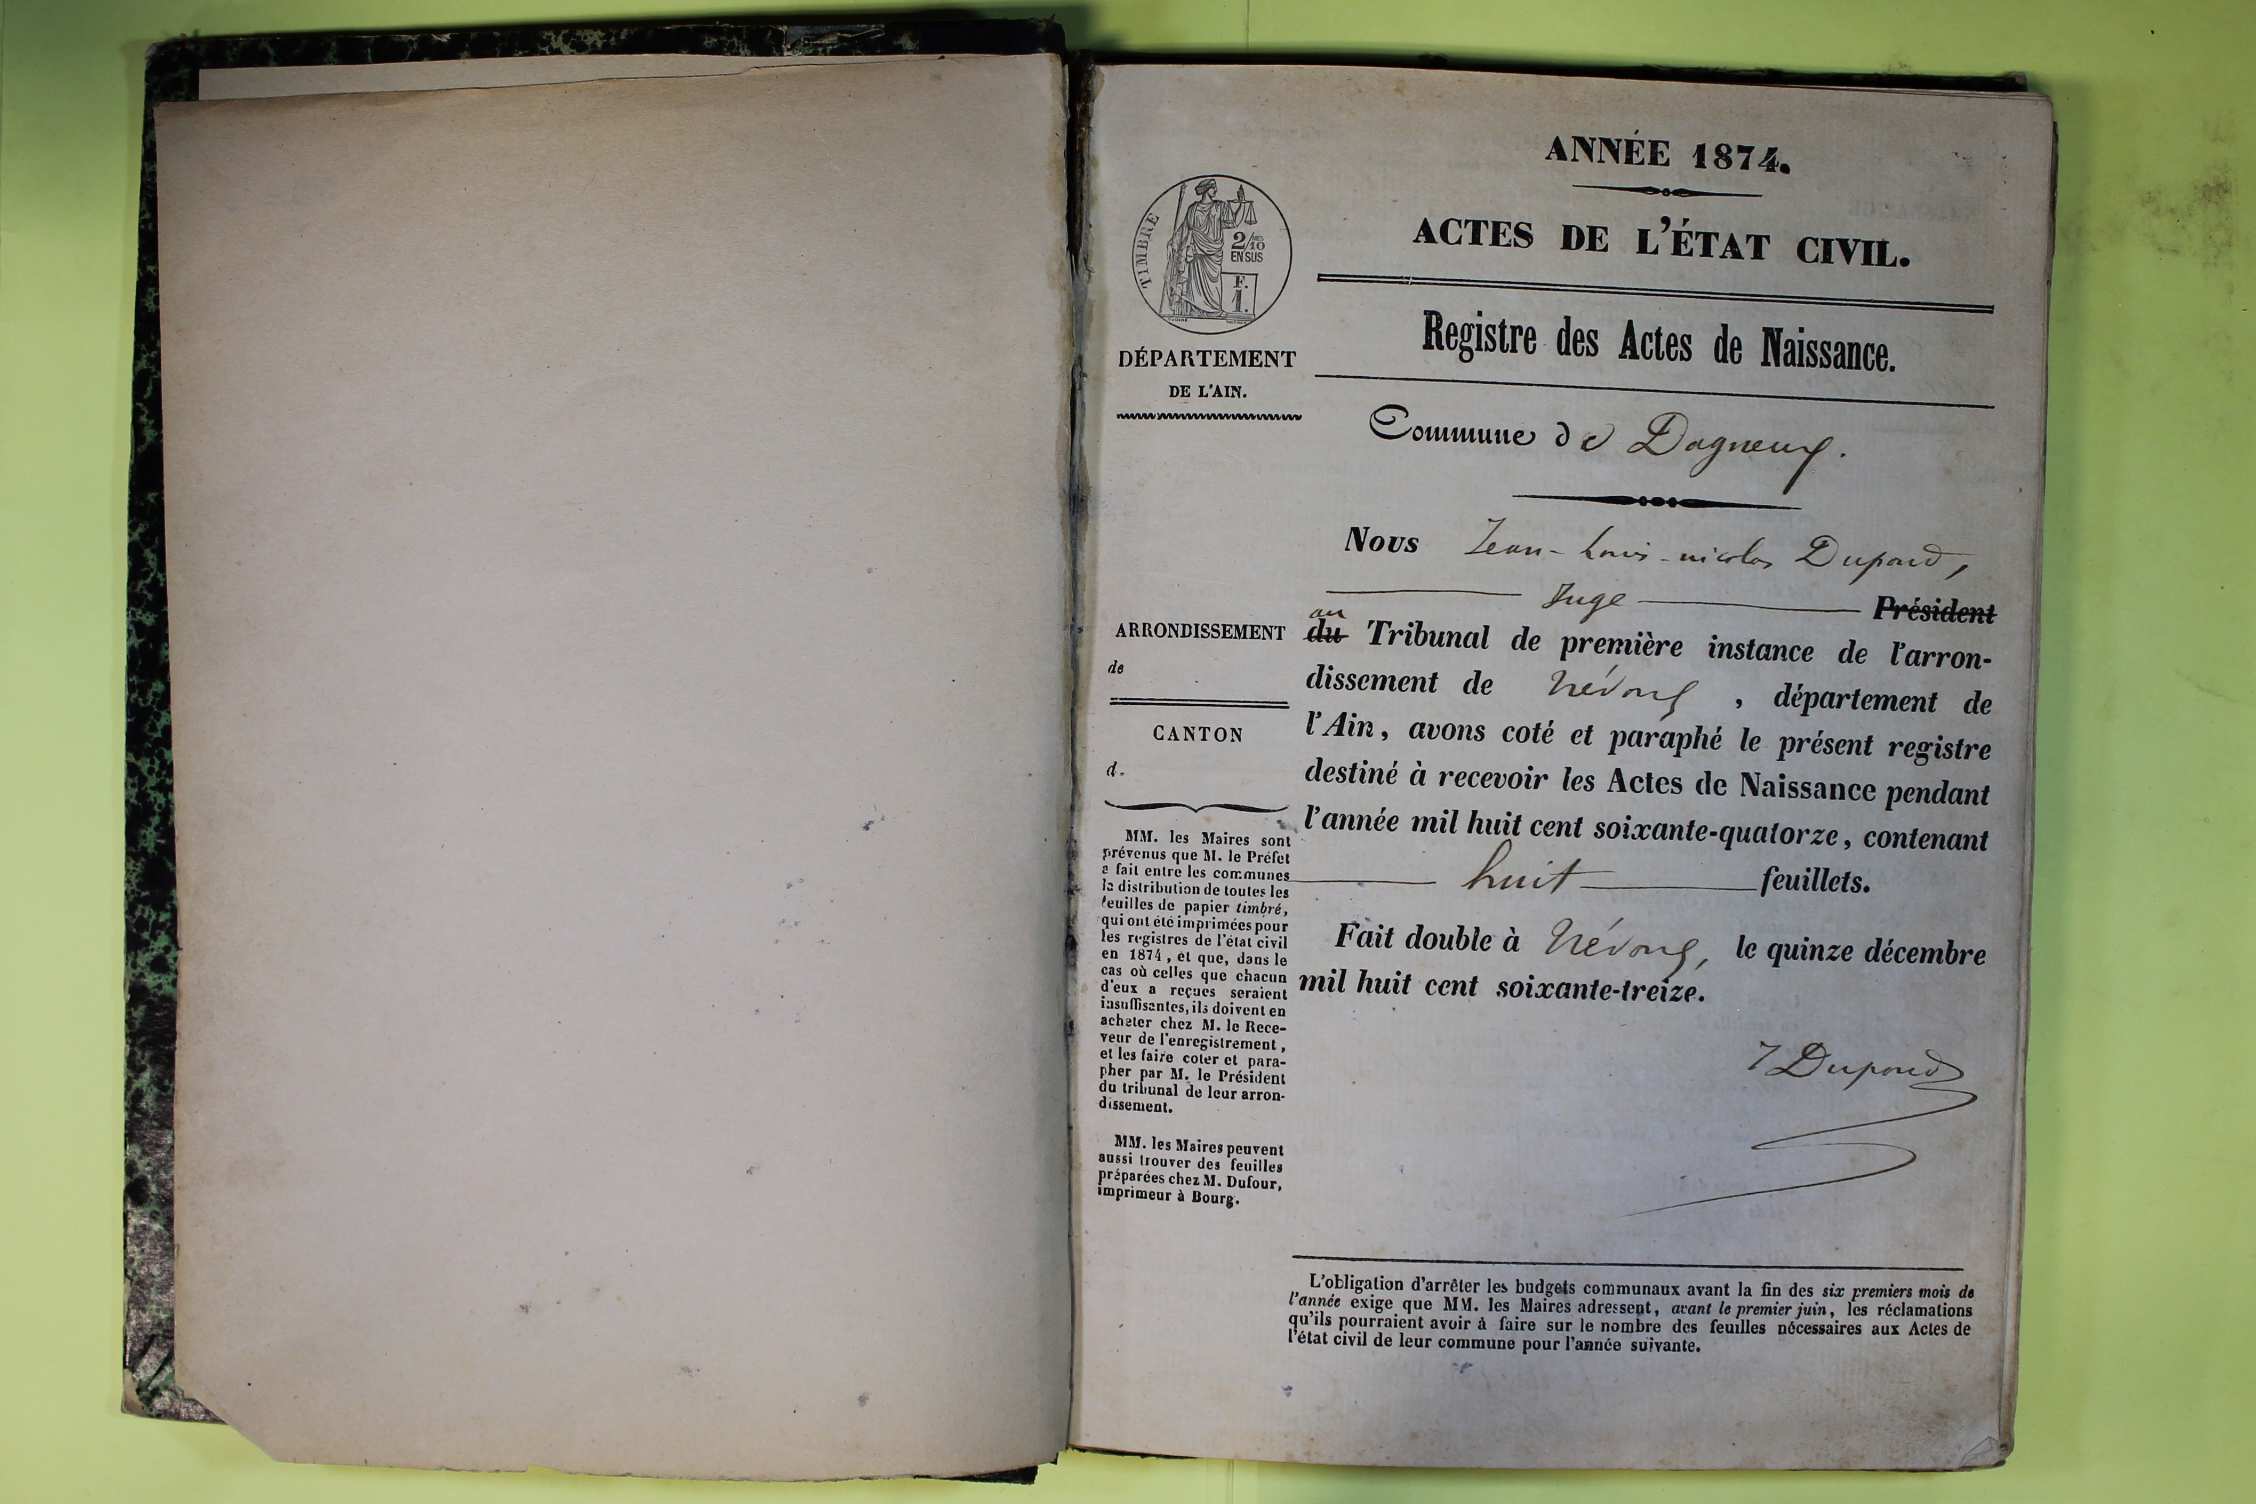 ANNÉE 1874.
ACTES DE L'ÉTAT CIVIL.
Registre des Actes de Naissance.
TIMBRE
2/10
EN SUS
F.
1.
DÉPARTEMENT
DE L'AIN.
Commune de Dagneux.
Nous Jean-Louis-nicolas Dupond,
Juge Président
au
du Tribunal de première instance de l'arron-
dissement de Trévoux, département de
l'Ain, avons coté et paraphé le présent registre
destiné à recevoir les Actes de Naissance pendant
l'année mil huit cent soixante-quatorze, contenant
huit feuillets.
Fait double à Trévoux, le quinze décembre
mil huit cent soixante-treize.
J Dupond
ARRONDISSEMENT
de
CANTON
d.
MM. les Maires sont
prévenus que M. le Préfet
a fait entre les communes
la distribution de toutes les
feuilles de papier timbré,
qui ont été imprimées pour
les registres de l'état civil
en 1874, et que, dans le
cas où celles que chacun
d'eux a reçues seraient
insuffisantes, ils doivent en
acheter chez M. le Rece-
veur de l'enregistrement,
et les faire coter et para-
pher par M. le Président
du tribunal de leur arron-
dissement.
MM. les Maires peuvent
aussi trouver des feuilles
préparées chez M. Dufour,
imprimeur à Bourg.
L'obligation d'arrêter les budgets communaux avant la fin des six premiers mois de
l'année exige que MM. les Maires adressent, avant le premier juin, les réclamations
qu'ils pourraient avoir à faire sur le nombre des feuilles nécessaires aux Actes de
l'état civil de leur commune pour l'année suivante.